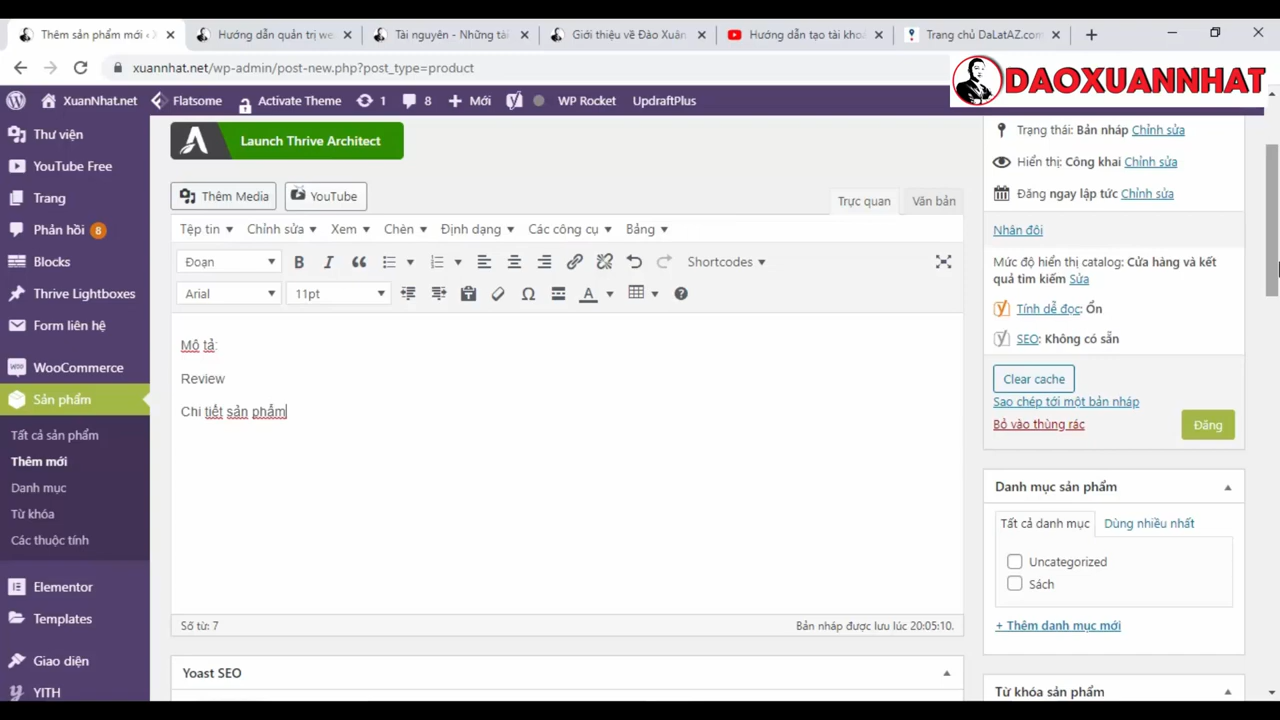 Thêm sản phẩm mới ‹ X
Hướng dẫn quản trị we
Tài nguyên - Những tài
Giới thiệu về Đào Xuân
Hướng dẫn tạo tài khoả
Trang chủ DaLatAZ.com
xuannhat.net/wp-admin/post-new.php?post_type=product
DAOXUANNHAT
XuanNhat.net
Flatsome
Activate Theme
1
8
Mới
WP Rocket
UpdraftPlus
Thư viện
YouTube Free
Trang
Phản hồi 8
Blocks
Thrive Lightboxes
Form liên hệ
WooCommerce
Sản phẩm
Tất cả sản phẩm
Thêm mới
Danh mục
Từ khóa
Các thuộc tính
Elementor
Templates
Giao diện
YITH
Launch Thrive Architect
Thêm Media
YouTube
Trực quan
Văn bản
Tệp tin
Chỉnh sửa
Xem
Chèn
Định dạng
Các công cụ
Bảng
Đoạn
Shortcodes
Arial
11pt
Mô tả:
Review
Chi tiết sản phẩm
Số từ: 7
Bản nháp được lưu lúc 20:05:10.
Yoast SEO
Trạng thái: Bản nháp Chỉnh sửa
Hiển thị: Công khai Chỉnh sửa
Đăng ngay lập tức Chỉnh sửa
Nhân đôi
Mức độ hiển thị catalog: Cửa hàng và kết
quả tìm kiếm Sửa
Tính dễ đọc: Ổn
SEO: Không có sẵn
Clear cache
Sao chép tới một bản nháp
Bỏ vào thùng rác
Đăng
Danh mục sản phẩm
Tất cả danh mục
Dùng nhiều nhất
Uncategorized
Sách
+ Thêm danh mục mới
Từ khóa sản phẩm